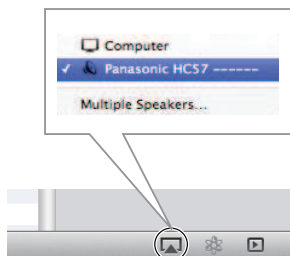 Computer
✓ Panasonic HC57 ------
Multiple Speakers...